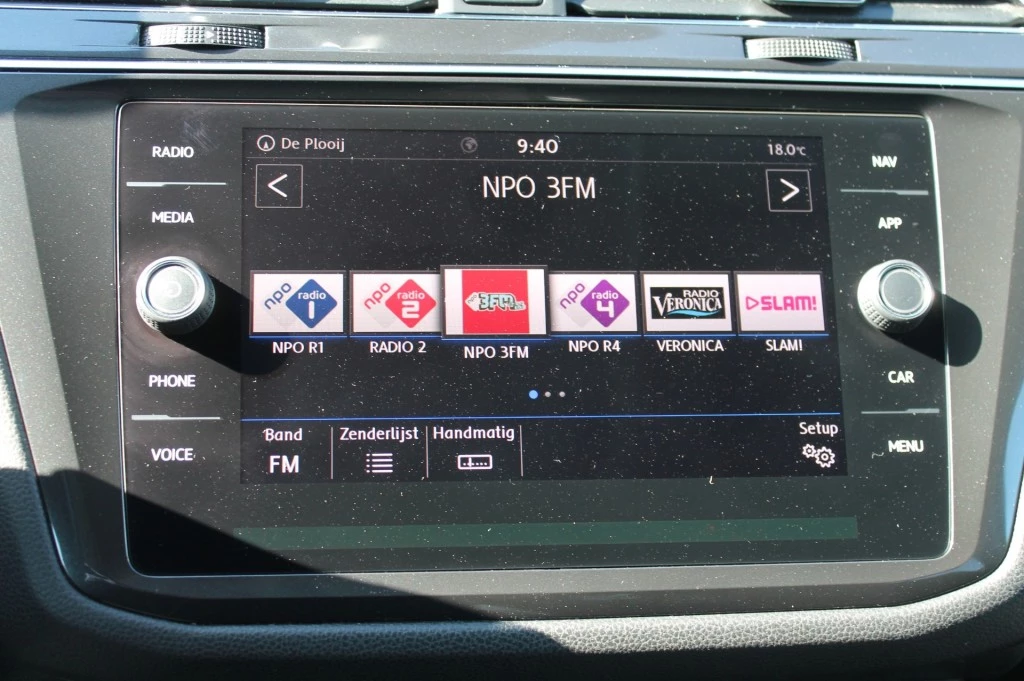 RADIO
MEDIA
PHONE
VOICE
De Plooij 9:40 18.0°C
< NPO 3FM >
npo radio 1
npo radio 2
3FM
npo radio 4
RADIO VERONICA
SLAM!
NPO R1 RADIO 2 NPO 3FM NPO R4 VERONICA SLAM!
Band Zenderlijst Handmatig Setup
FM
NAV
APP
CAR
MENU